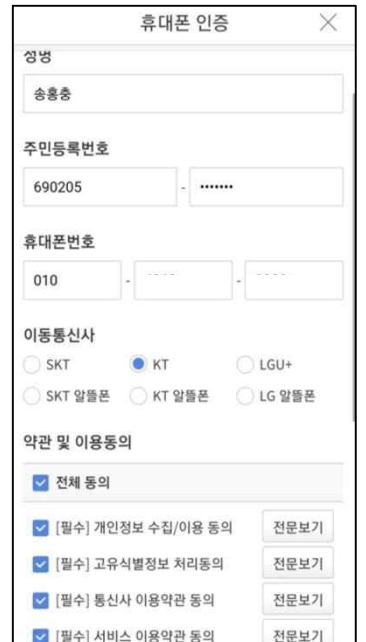 휴대폰 인증
성명
송홍충
주민등록번호
690205 - •••••••
휴대폰번호
010 - -
이동통신사
SKT KT LGU+
SKT 알뜰폰 KT 알뜰폰 LG 알뜰폰
약관 및 이용동의
전체 동의
[필수] 개인정보 수집/이용 동의 전문보기
[필수] 고유식별정보 처리동의 전문보기
[필수] 통신사 이용약관 동의 전문보기
[필수] 서비스 이용약관 동의 전문보기